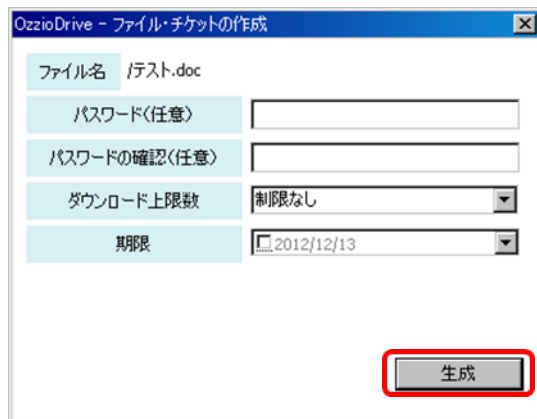 OzzioDrive - ファイル・チケットの作成
ファイル名 /テスト.doc
パスワード(任意)
パスワードの確認(任意)
ダウンロード上限数 制限なし
期限 2012/12/13
生成